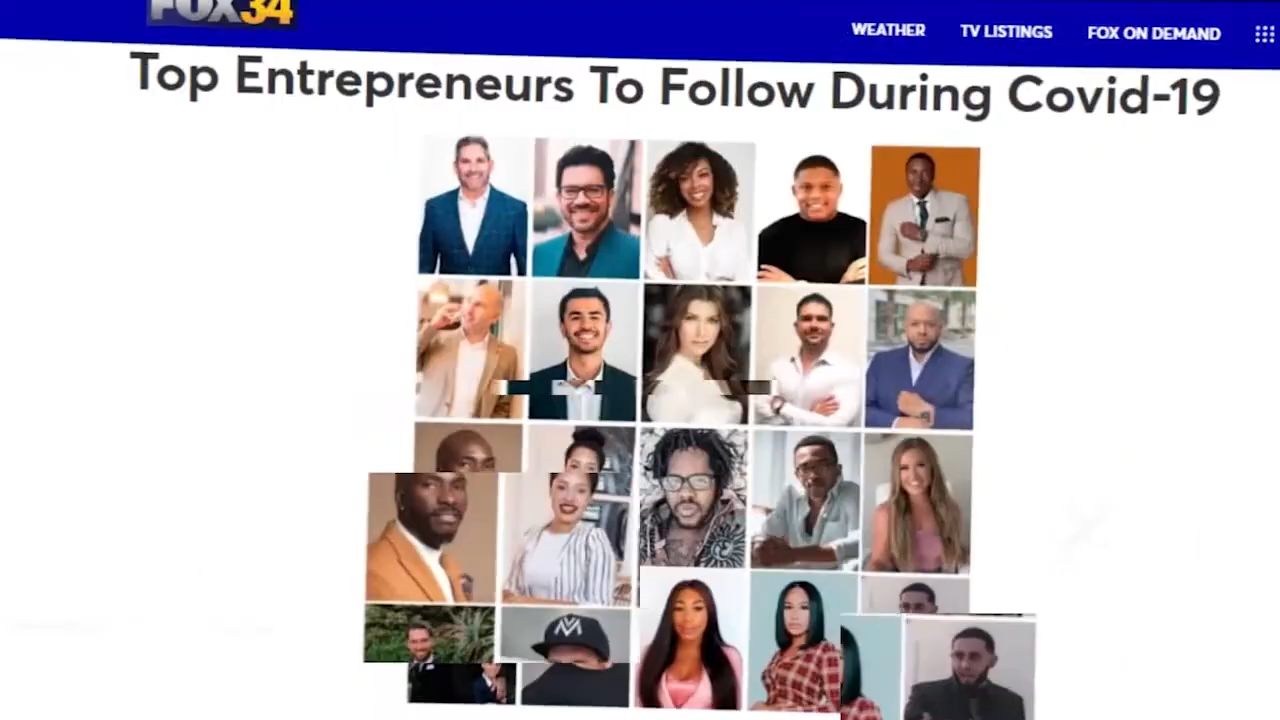 FOX34
WEATHER TV LISTINGS FOX ON DEMAND
Top Entrepreneurs To Follow During Covid-19